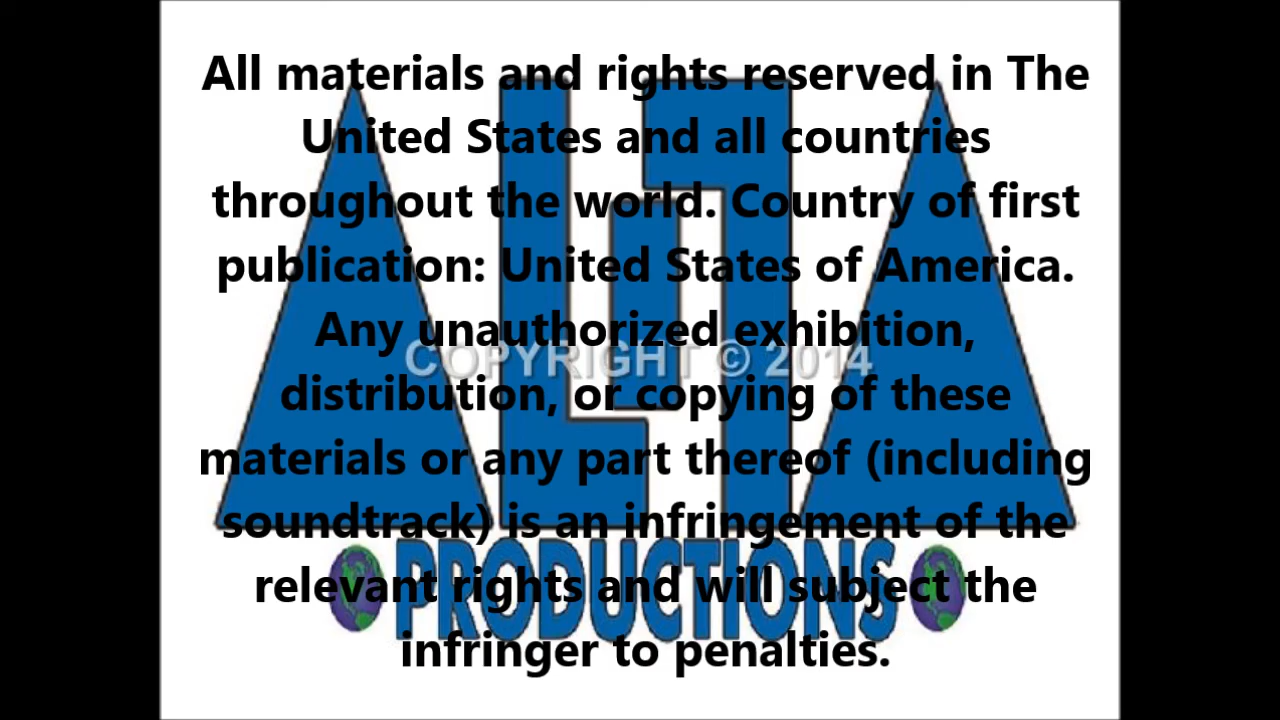 All materials and rights reserved in The
United States and all countries
throughout the world. Country of first
publication: United States of America.
Any unauthorized exhibition,
COPYRIGHT © 2014
distribution, or copying of these
materials or any part thereof (including
soundtrack) is an infringement of the
relevant rights and will subject the
infringer to penalties.
ALTA
PRODUCTIONS